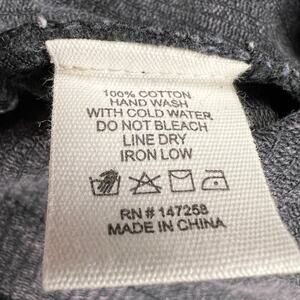 100% COTTON
HAND WASH
WITH COLD WATER
DO NOT BLEACH
LINE DRY
IRON LOW
RN # 147258
MADE IN CHINA